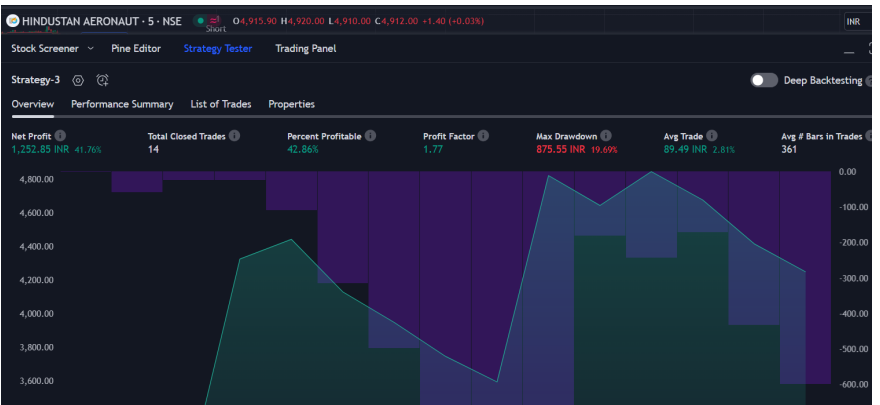 HINDUSTAN AERONAUT · 5 · NSE O4,915.90 H4,920.00 L4,910.00 C4,912.00 +1.40 (+0.03%) INR
Short
Stock Screener Pine Editor Strategy Tester Trading Panel
Strategy-3 Deep Backtesting
Overview Performance Summary List of Trades Properties
Net Profit Total Closed Trades Percent Profitable Profit Factor Max Drawdown Avg Trade Avg # Bars in Trades
1,252.85 INR 41.76% 14 42.86% 1.77 875.55 INR 19.69% 89.49 INR 2.81% 361
4,800.00 0.00
4,600.00 -100.00
4,400.00 -200.00
4,200.00 -300.00
4,000.00 -400.00
3,800.00 -500.00
3,600.00 -600.00